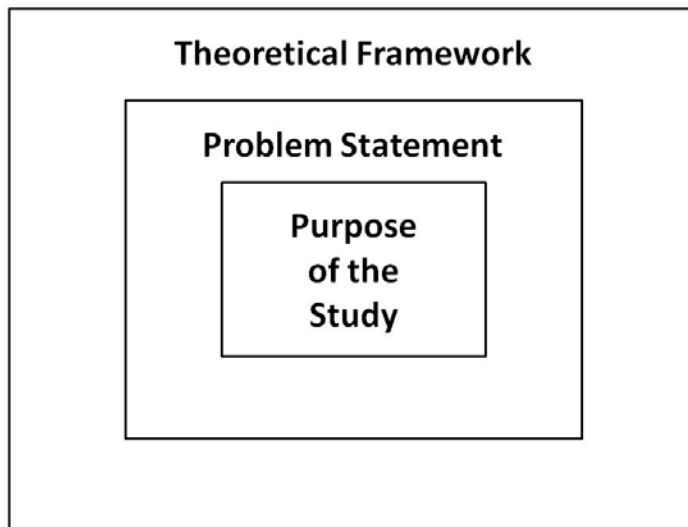 Theoretical Framework
Problem Statement
Purpose
of the
Study